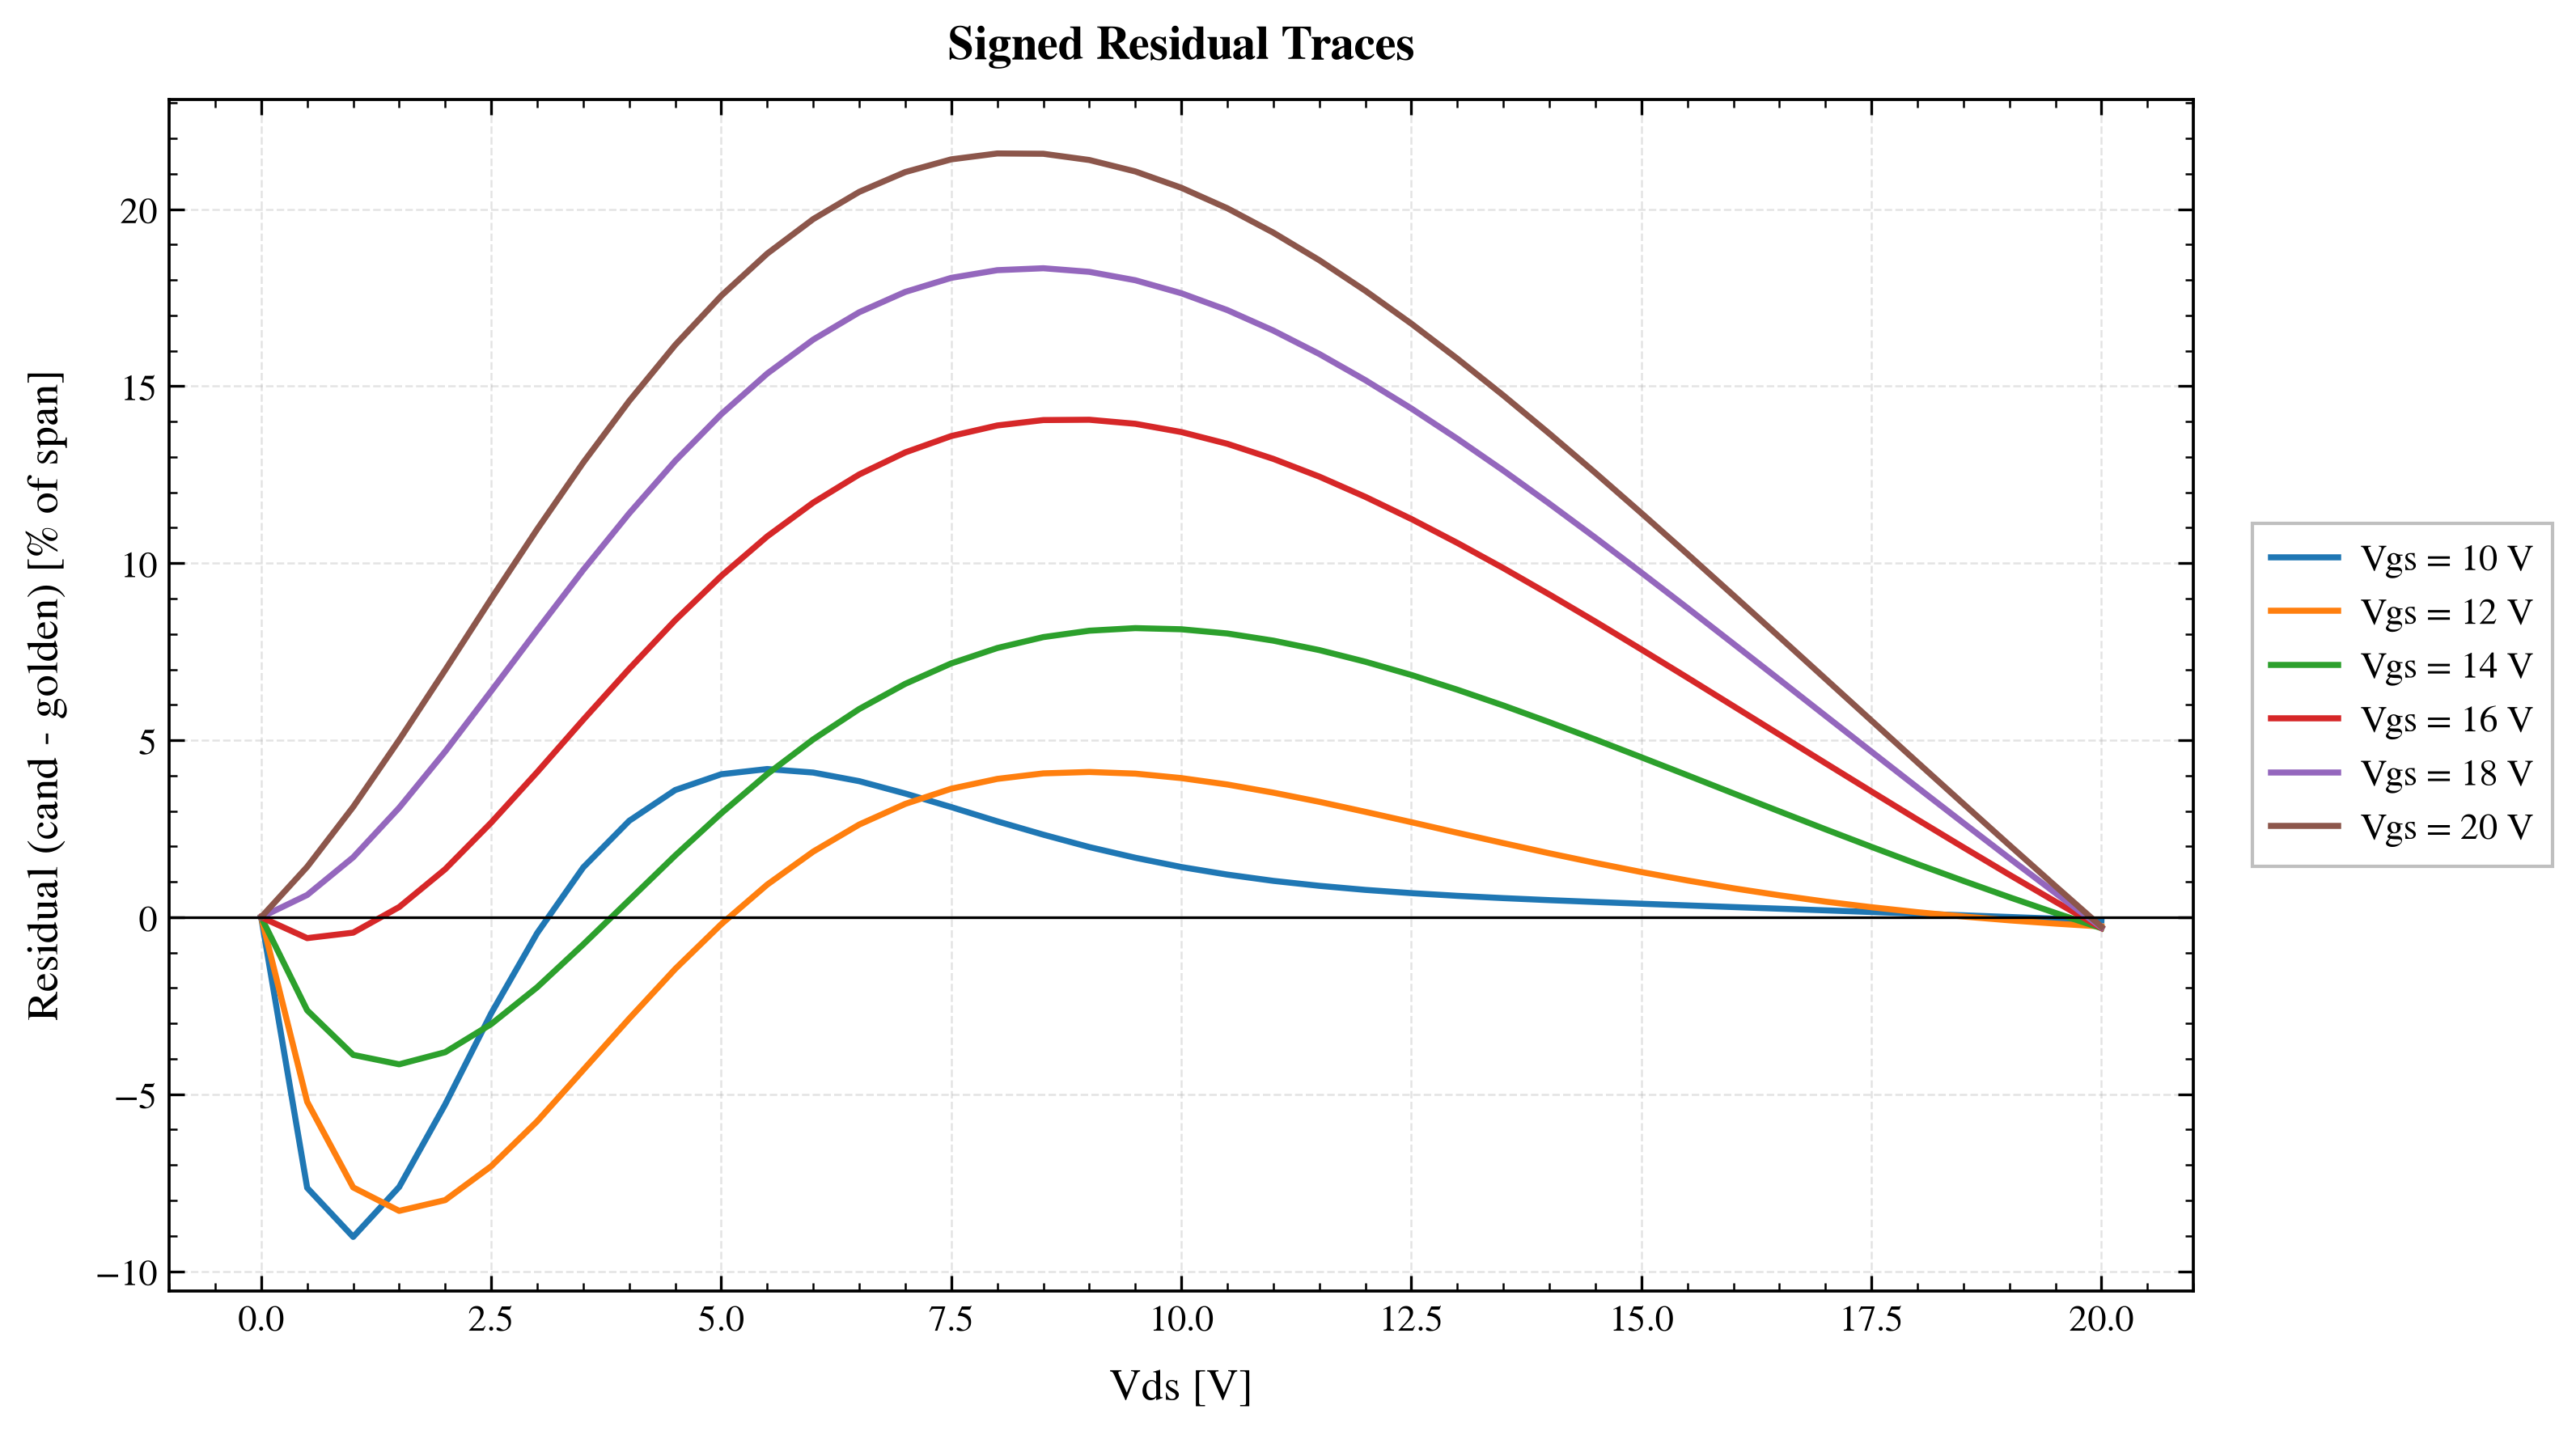 Signed Residual Traces
Residual (cand - golden) [% of span]
20
15
10
5
0
−5
−10
0.0 2.5 5.0 7.5 10.0 12.5 15.0 17.5 20.0
Vds [V]
Vgs = 10 V
Vgs = 12 V
Vgs = 14 V
Vgs = 16 V
Vgs = 18 V
Vgs = 20 V